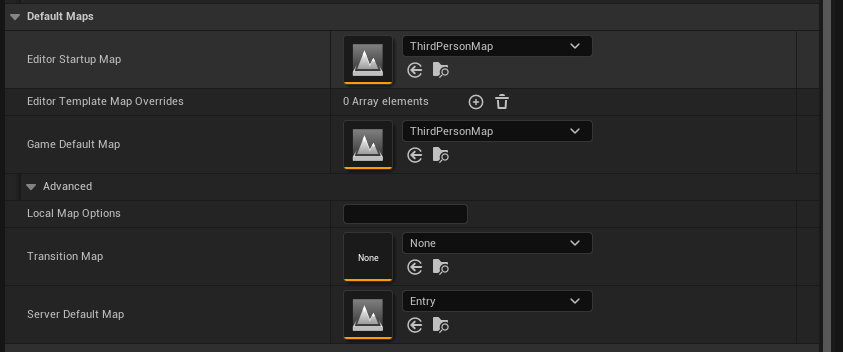 Default Maps
Editor Startup Map
ThirdPersonMap
Editor Template Map Overrides
0 Array elements
Game Default Map
ThirdPersonMap
Advanced
Local Map Options
Transition Map
None
None
Server Default Map
Entry